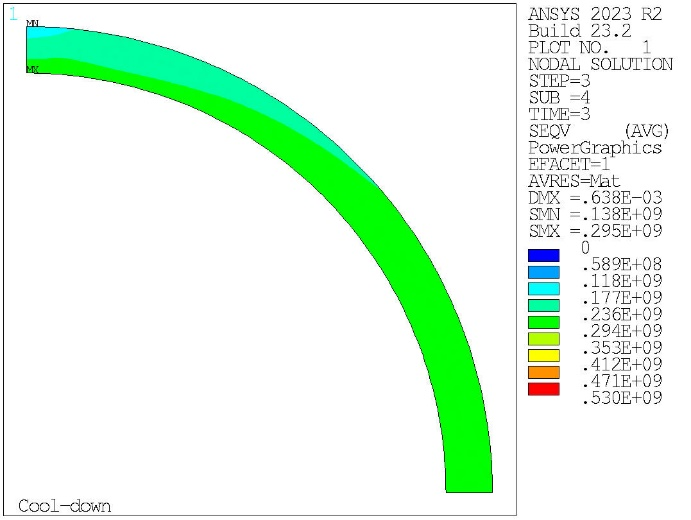 1
MN
MX
ANSYS 2023 R2
Build 23.2
PLOT NO. 1
NODAL SOLUTION
STEP=3
SUB =4
TIME=3
SEQV (AVG)
PowerGraphics
EFACET=1
AVRES=Mat
DMX =.638E-03
SMN =.138E+09
SMX =.295E+09
0
.589E+08
.118E+09
.177E+09
.236E+09
.294E+09
.353E+09
.412E+09
.471E+09
.530E+09
Cool-down